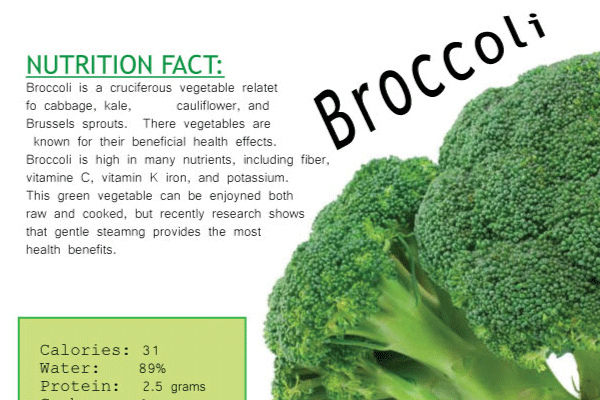 Broccoli
NUTRITION FACT:
Broccoli is a cruciferous vegetable relatet
fo cabbage, kale, cauliflower, and
Brussels sprouts. There vegetables are
known for their beneficial health effects.
Broccoli is high in many nutrients, including fiber,
vitamine C, vitamin K iron, and potassium.
This green vegetable can be enjoyned both
raw and cooked, but recently research shows
that gentle steamng provides the most
health benefits.
Calories: 31
Water: 89%
Protein: 2.5 grams